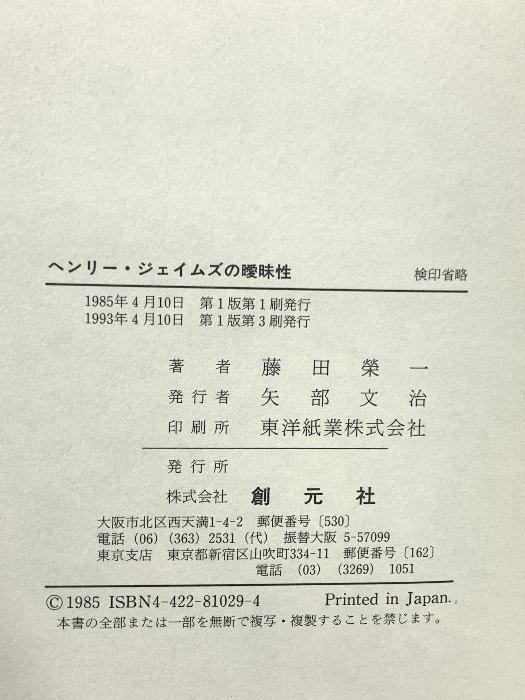 ヘンリー・ジェイムズの曖昧性 検印省略
1985年4月10日 第1版第1刷発行
1993年4月10日 第1版第3刷発行
著者 藤田榮一
発行者 矢部文治
印刷所 東洋紙業株式会社
発行所
株式会社 創元社
大阪市北区西天満1-4-2 郵便番号〔530〕
電話 (06) (363) 2531 (代) 振替大阪 5-57099
東京支店 東京都新宿区山吹町334-11 郵便番号〔162〕
電話 (03) (3269) 1051
©1985 ISBN4-422-81029-4 Printed in Japan.
本書の全部または一部を無断で複写・複製することを禁じます。